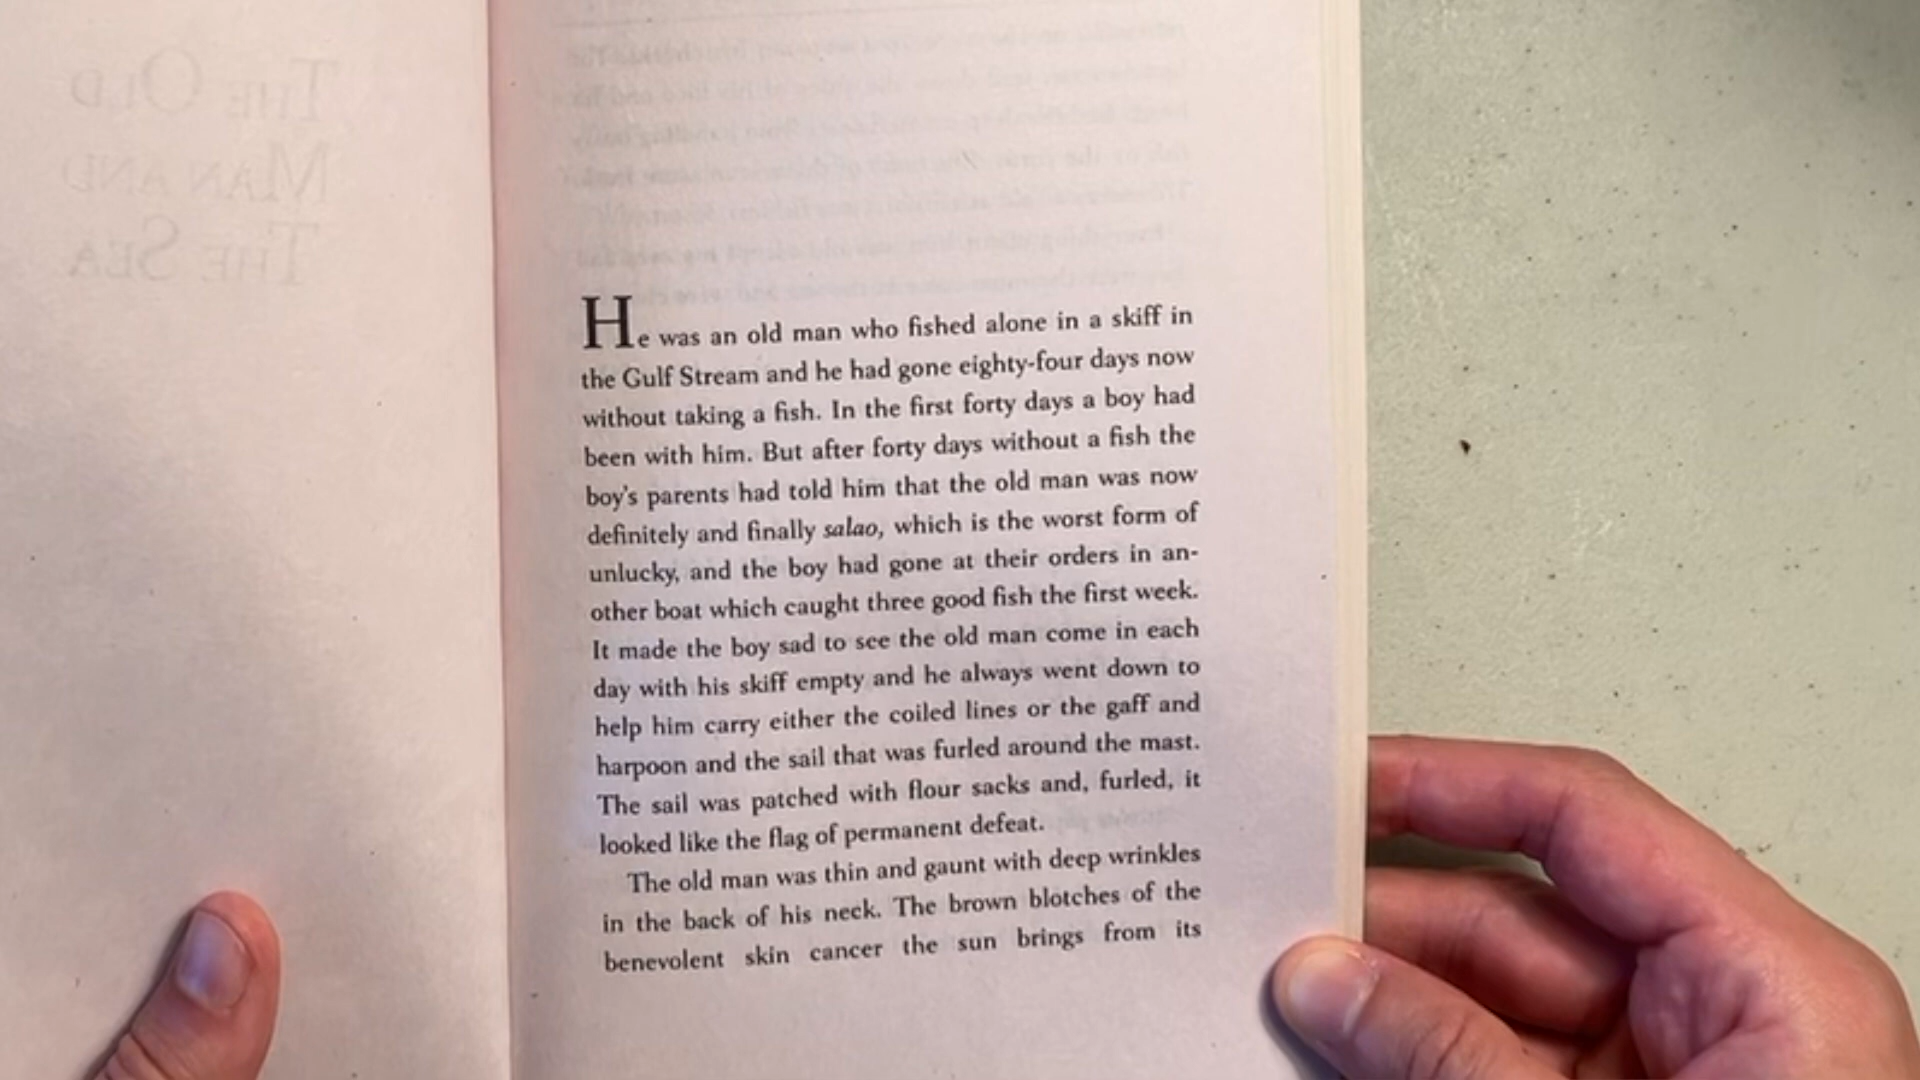 THE OLD
MAN AND
THE SEA
He was an old man who fished alone in a skiff in
the Gulf Stream and he had gone eighty-four days now
without taking a fish. In the first forty days a boy had
been with him. But after forty days without a fish the
boy's parents had told him that the old man was now
definitely and finally salao, which is the worst form of
unlucky, and the boy had gone at their orders in an-
other boat which caught three good fish the first week.
It made the boy sad to see the old man come in each
day with his skiff empty and he always went down to
help him carry either the coiled lines or the gaff and
harpoon and the sail that was furled around the mast.
The sail was patched with flour sacks and, furled, it
looked like the flag of permanent defeat.
The old man was thin and gaunt with deep wrinkles
in the back of his neck. The brown blotches of the
benevolent skin cancer the sun brings from its